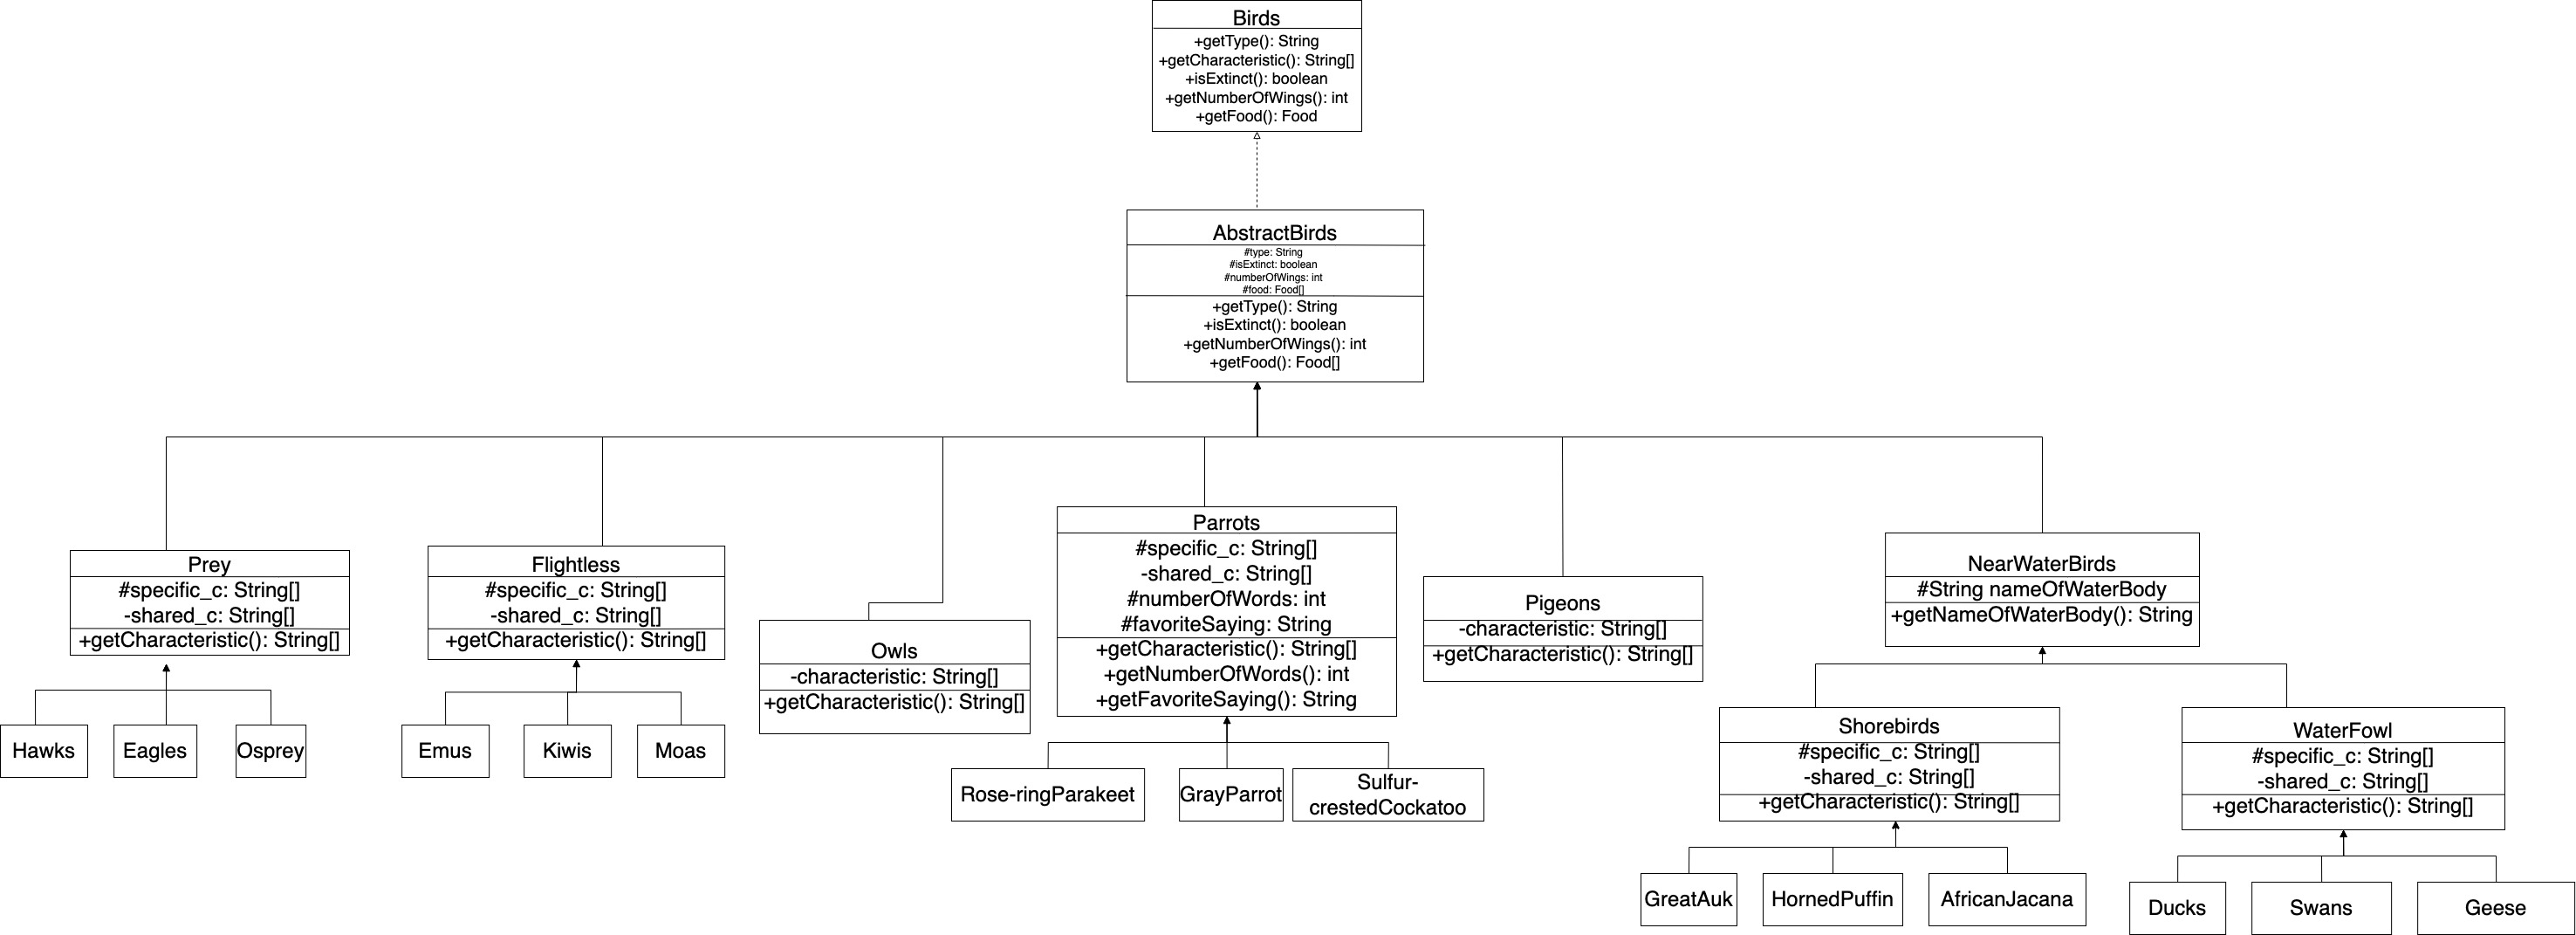 Birds
+getType(): String
+getCharacteristic(): String[]
+isExtinct(): boolean
+getNumberOfWings(): int
+getFood(): Food
AbstractBirds
#type: String
#isExtinct: boolean
#numberOfWings: int
#food: Food[]
+getType(): String
+isExtinct(): boolean
+getNumberOfWings(): int
+getFood(): Food[]
Prey
#specific_c: String[]
-shared_c: String[]
+getCharacteristic(): String[]
Hawks
Eagles
Osprey
Flightless
#specific_c: String[]
-shared_c: String[]
+getCharacteristic(): String[]
Emus
Kiwis
Moas
Owls
-characteristic: String[]
+getCharacteristic(): String[]
Parrots
#specific_c: String[]
-shared_c: String[]
#numberOfWords: int
#favoriteSaying: String
+getCharacteristic(): String[]
+getNumberOfWords(): int
+getFavoriteSaying(): String
Rose-ringParakeet
GrayParrot
Sulfur-
crestedCockatoo
Pigeons
-characteristic: String[]
+getCharacteristic(): String[]
NearWaterBirds
#String nameOfWaterBody
+getNameOfWaterBody(): String
Shorebirds
#specific_c: String[]
-shared_c: String[]
+getCharacteristic(): String[]
GreatAuk
HornedPuffin
AfricanJacana
WaterFowl
#specific_c: String[]
-shared_c: String[]
+getCharacteristic(): String[]
Ducks
Swans
Geese